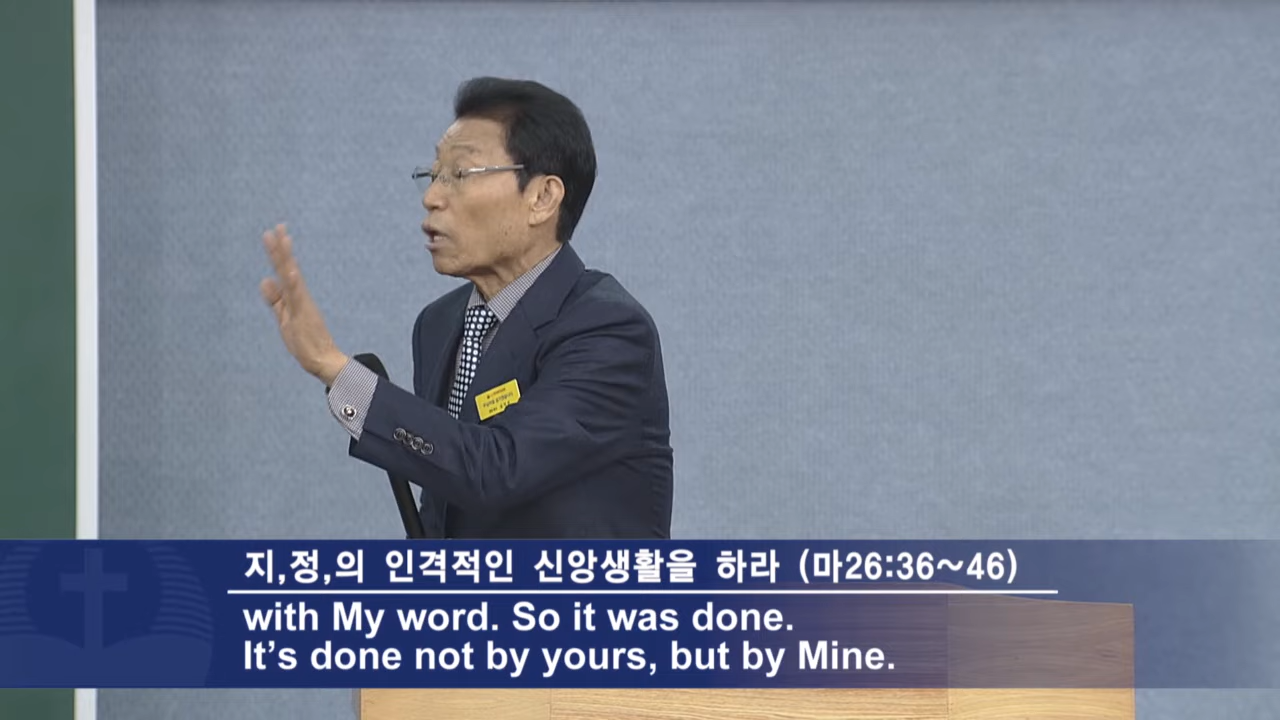 지,정,의 인격적인 신앙생활을 하라 (마26:36~46)
with My word. So it was done.
It's done not by yours, but by Mine.